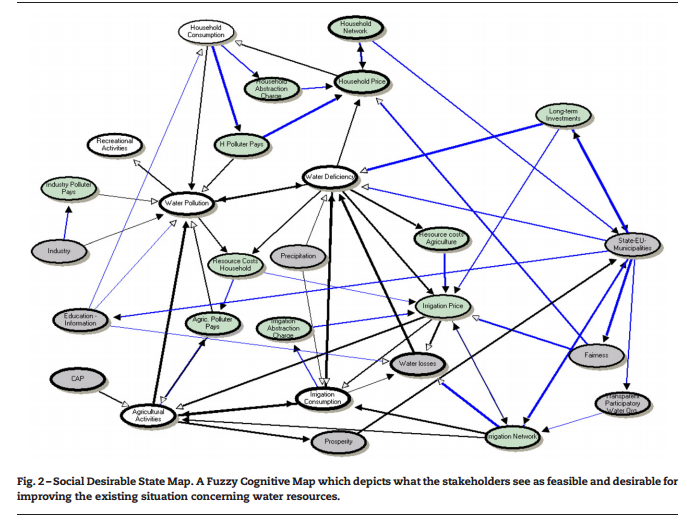 Household
Consumption
Household
Network
Household
Abstraction
Charge
Household Price
Long-term
Investments
Recreational
Activities
H Polluter Pays
Water Deficiency
Industry Polluter
Pays
Water Pollution
Resource costs
Agriculture
State-EU-
Municipalities
Industry
Resource Costs
Household
Precipitation
Irrigation Price
Education -
Information
Agric. Polluter
Pays
Irrigation
Abstraction
Charge
Fairness
Water losses
CAP
Irrigation
Consumption
Transparent
Participatory
Water Org.
Agricultural
Activities
Prosperity
Irrigation Network
Fig. 2 – Social Desirable State Map. A Fuzzy Cognitive Map which depicts what the stakeholders see as feasible and desirable for
improving the existing situation concerning water resources.